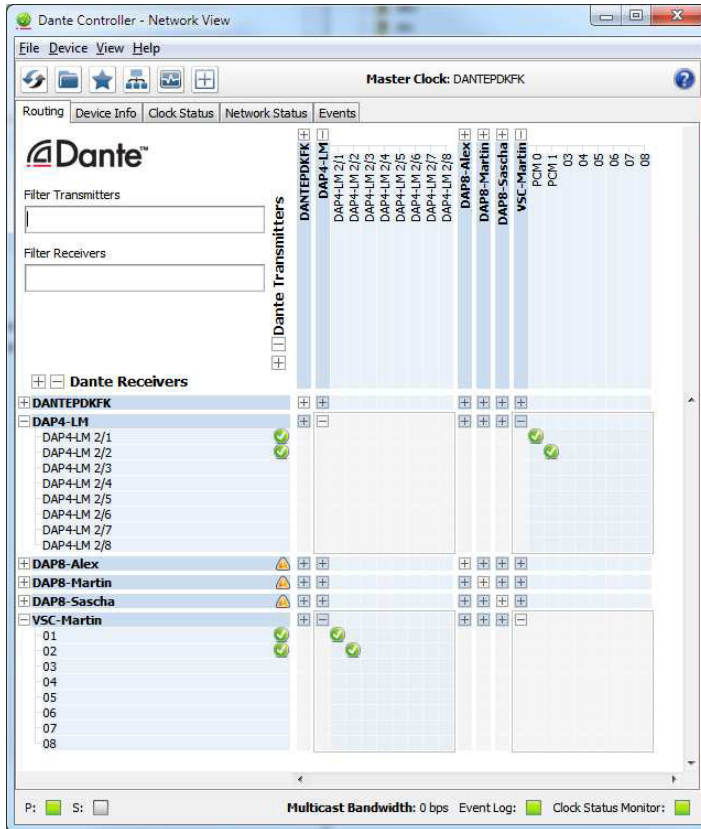 Dante Controller - Network View
File Device View Help
Master Clock: DANTEPDKFK
Routing Device Info Clock Status Network Status Events
Dante™
Filter Transmitters
Filter Receivers
Dante Transmitters
DANTEPDKFK
DAP4-LM
DAP4-LM 2/1
DAP4-LM 2/2
DAP4-LM 2/3
DAP4-LM 2/4
DAP4-LM 2/5
DAP4-LM 2/6
DAP4-LM 2/7
DAP4-LM 2/8
DAP8-Alex
DAP8-Martin
DAP8-Sascha
VSC-Martin
PCM 0
PCM 1
03
04
05
06
07
08
Dante Receivers
DANTEPDKFK
DAP4-LM
DAP4-LM 2/1
DAP4-LM 2/2
DAP4-LM 2/3
DAP4-LM 2/4
DAP4-LM 2/5
DAP4-LM 2/6
DAP4-LM 2/7
DAP4-LM 2/8
DAP8-Alex
DAP8-Martin
DAP8-Sascha
VSC-Martin
01
02
03
04
05
06
07
08
P: S: Multicast Bandwidth: 0 bps Event Log: Clock Status Monitor: